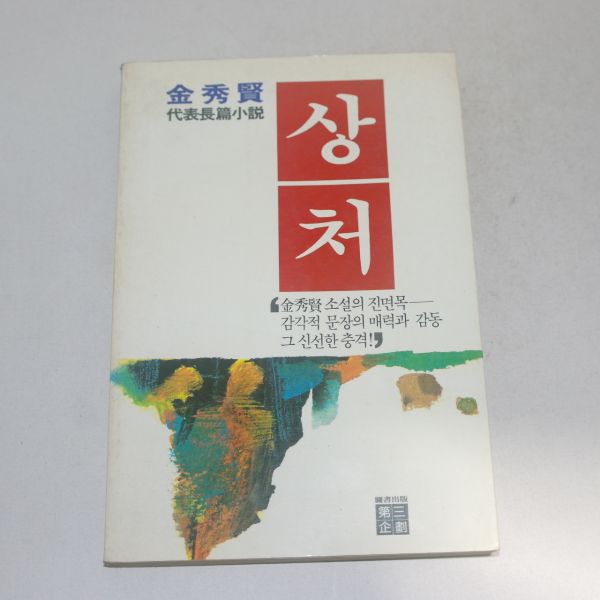 金秀賢
代表長篇小說
상
처
❛金秀賢 소설의 진면목──
감각적 문장의 매력과 감동
그 신선한 충격!❜
圖書出版
第三
企劃